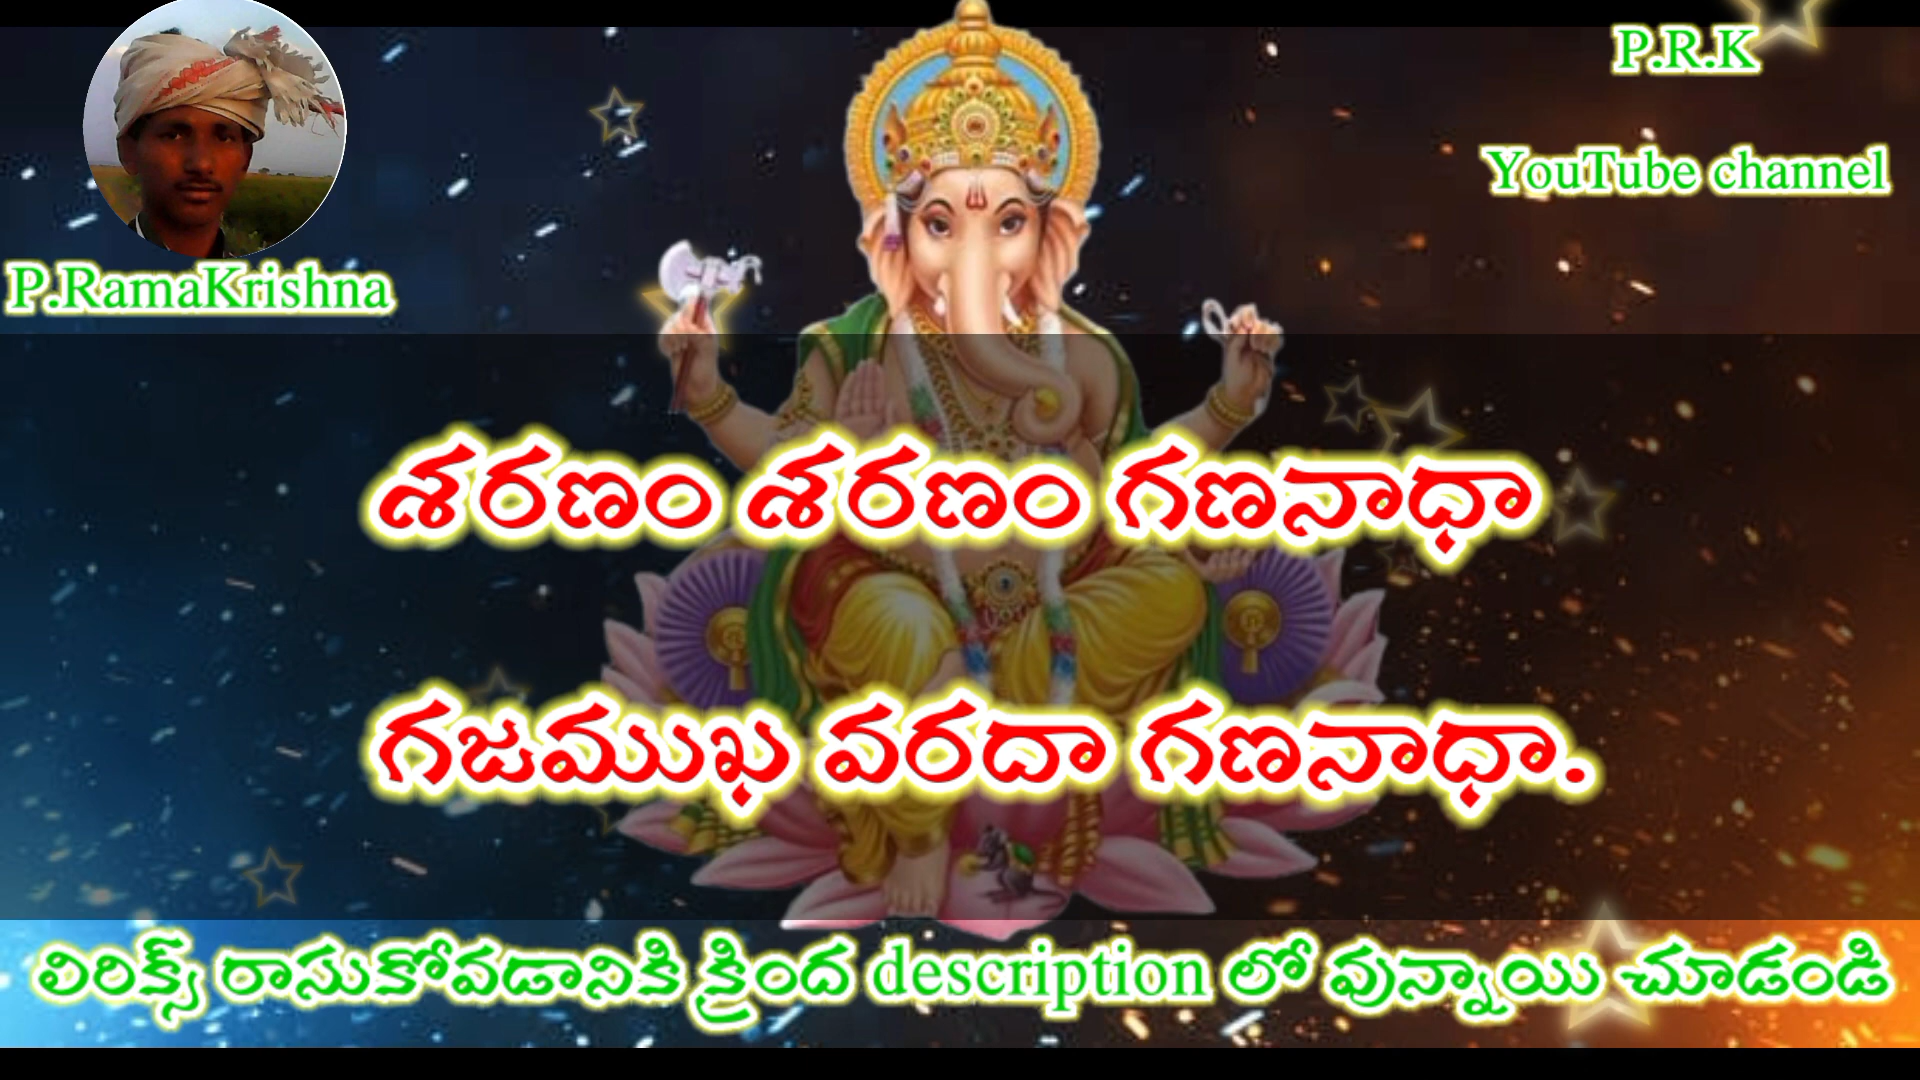 P.R.K
YouTube channel
P.RamaKrishna
శరణం శరణం గణనాధా
గజముఖ వరదా గణనాధా.
లిరిక్స్ రాసుకోవడానికి క్రింద description లో వున్నాయి చూడండి